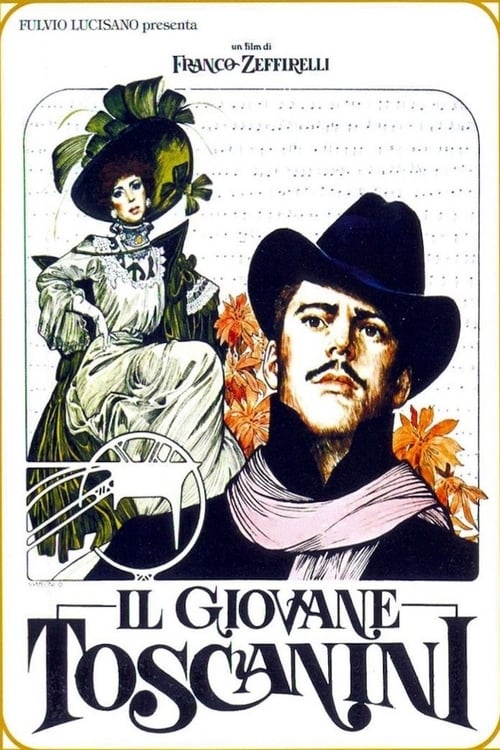 FULVIO LUCISANO presenta
un film di
FRANCO ZEFFIRELLI
IL GIOVANE
TOSCANINI